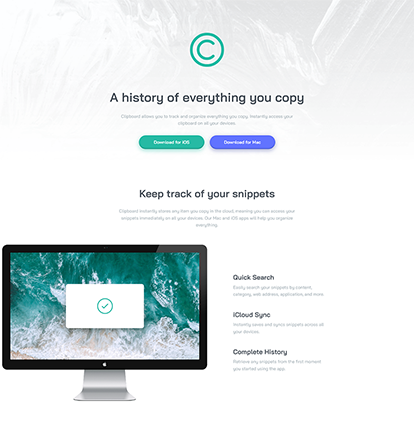 C
A history of everything you copy
Clipboard allows you to track and organize everything you copy. Instantly access your
clipboard on all your devices.
Download for iOS
Download for Mac
Keep track of your snippets
Clipboard instantly stores any item you copy in the cloud, meaning you can access your
snippets immediately on all your devices. Our Mac and iOS apps will help you organize
everything.
Quick Search
Easily search your snippets by content,
category, web address, application, and more.
iCloud Sync
Instantly saves and syncs snippets across all
your devices.
Complete History
Retrieve any snippets from the first moment
you started using the app.